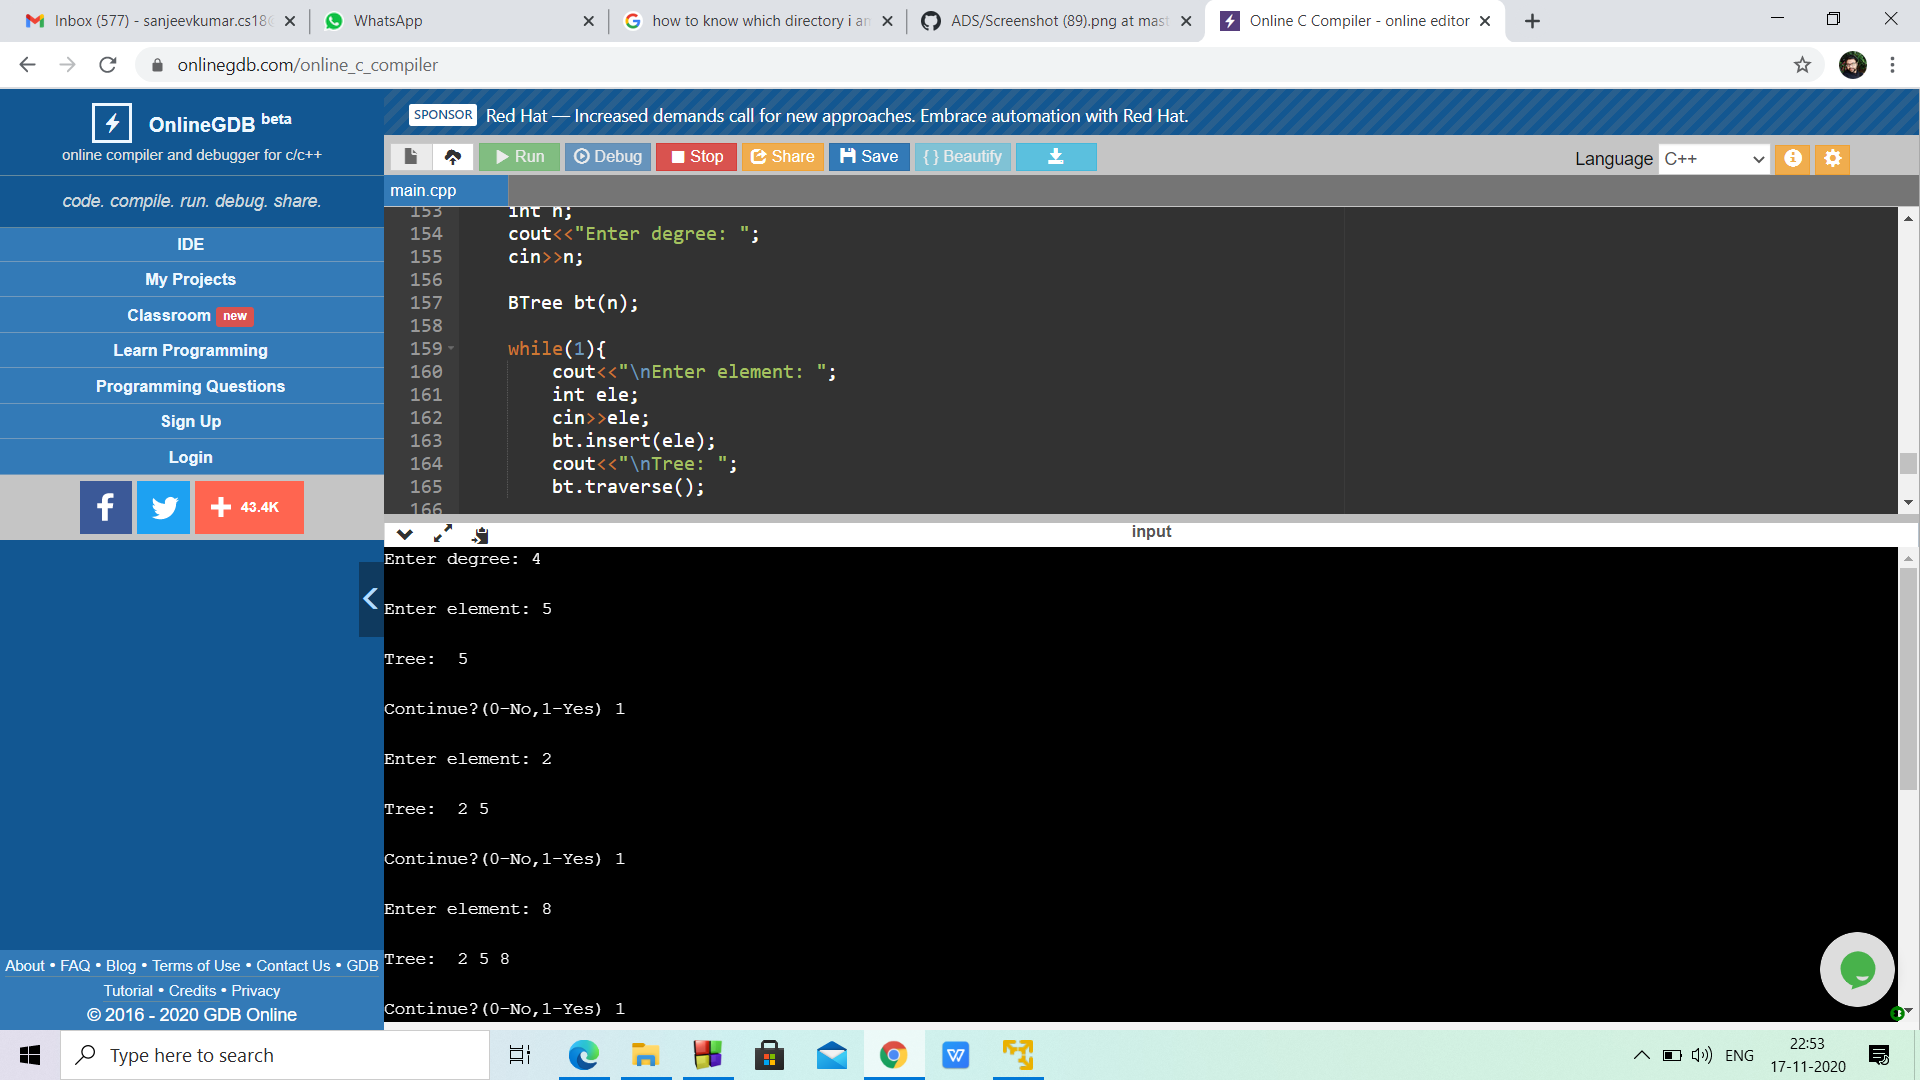 Inbox (577) - sanjeevkumar.cs18@
WhatsApp
how to know which directory i am
ADS/Screenshot (89).png at mast
Online C Compiler - online editor
onlinegdb.com/online_c_compiler
OnlineGDB beta
online compiler and debugger for c/c++
code. compile. run. debug. share.
IDE
My Projects
Classroom new
Learn Programming
Programming Questions
Sign Up
Login
43.4K
About • FAQ • Blog • Terms of Use • Contact Us • GDB
Tutorial • Credits • Privacy
© 2016 - 2020 GDB Online
SPONSOR Red Hat — Increased demands call for new approaches. Embrace automation with Red Hat.
Run Debug Stop Share Save { } Beautify
Language C++
main.cpp
153 int n;
154 cout<<"Enter degree: ";
155 cin>>n;
156
157 BTree bt(n);
158
159 while(1){
160 cout<<"\nEnter element: ";
161 int ele;
162 cin>>ele;
163 bt.insert(ele);
164 cout<<"\nTree: ";
165 bt.traverse();
166
input
Enter degree: 4
Enter element: 5
Tree: 5
Continue?(0-No,1-Yes) 1
Enter element: 2
Tree: 2 5
Continue?(0-No,1-Yes) 1
Enter element: 8
Tree: 2 5 8
Continue?(0-No,1-Yes) 1
Type here to search
ENG
22:53
17-11-2020